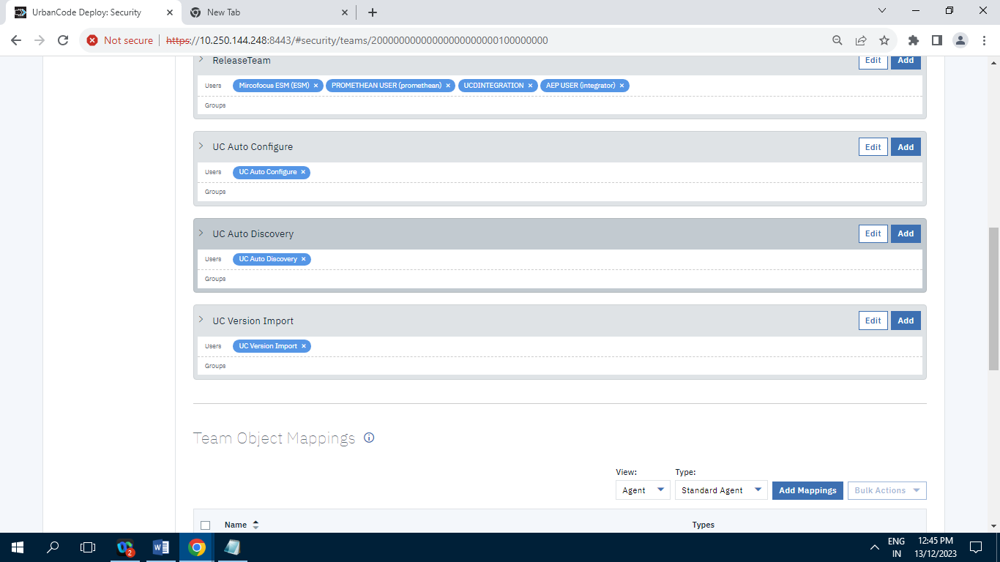 UrbanCode Deploy: Security
New Tab
Not secure https://10.250.144.248:8443/#security/teams/20000000000000000000000100000000
ReleaseTeam Edit Add
Users Mircofocus ESM (ESM) × PROMETHEAN USER (promethean) × UCDINTEGRATION × AEP USER (integrator) ×
Groups
UC Auto Configure Edit Add
Users UC Auto Configure ×
Groups
UC Auto Discovery Edit Add
Users UC Auto Discovery ×
Groups
UC Version Import Edit Add
Users UC Version Import ×
Groups
Team Object Mappings
View: Type:
Agent Standard Agent Add Mappings Bulk Actions
Name Types
2
ENG 12:45 PM
IN 13/12/2023